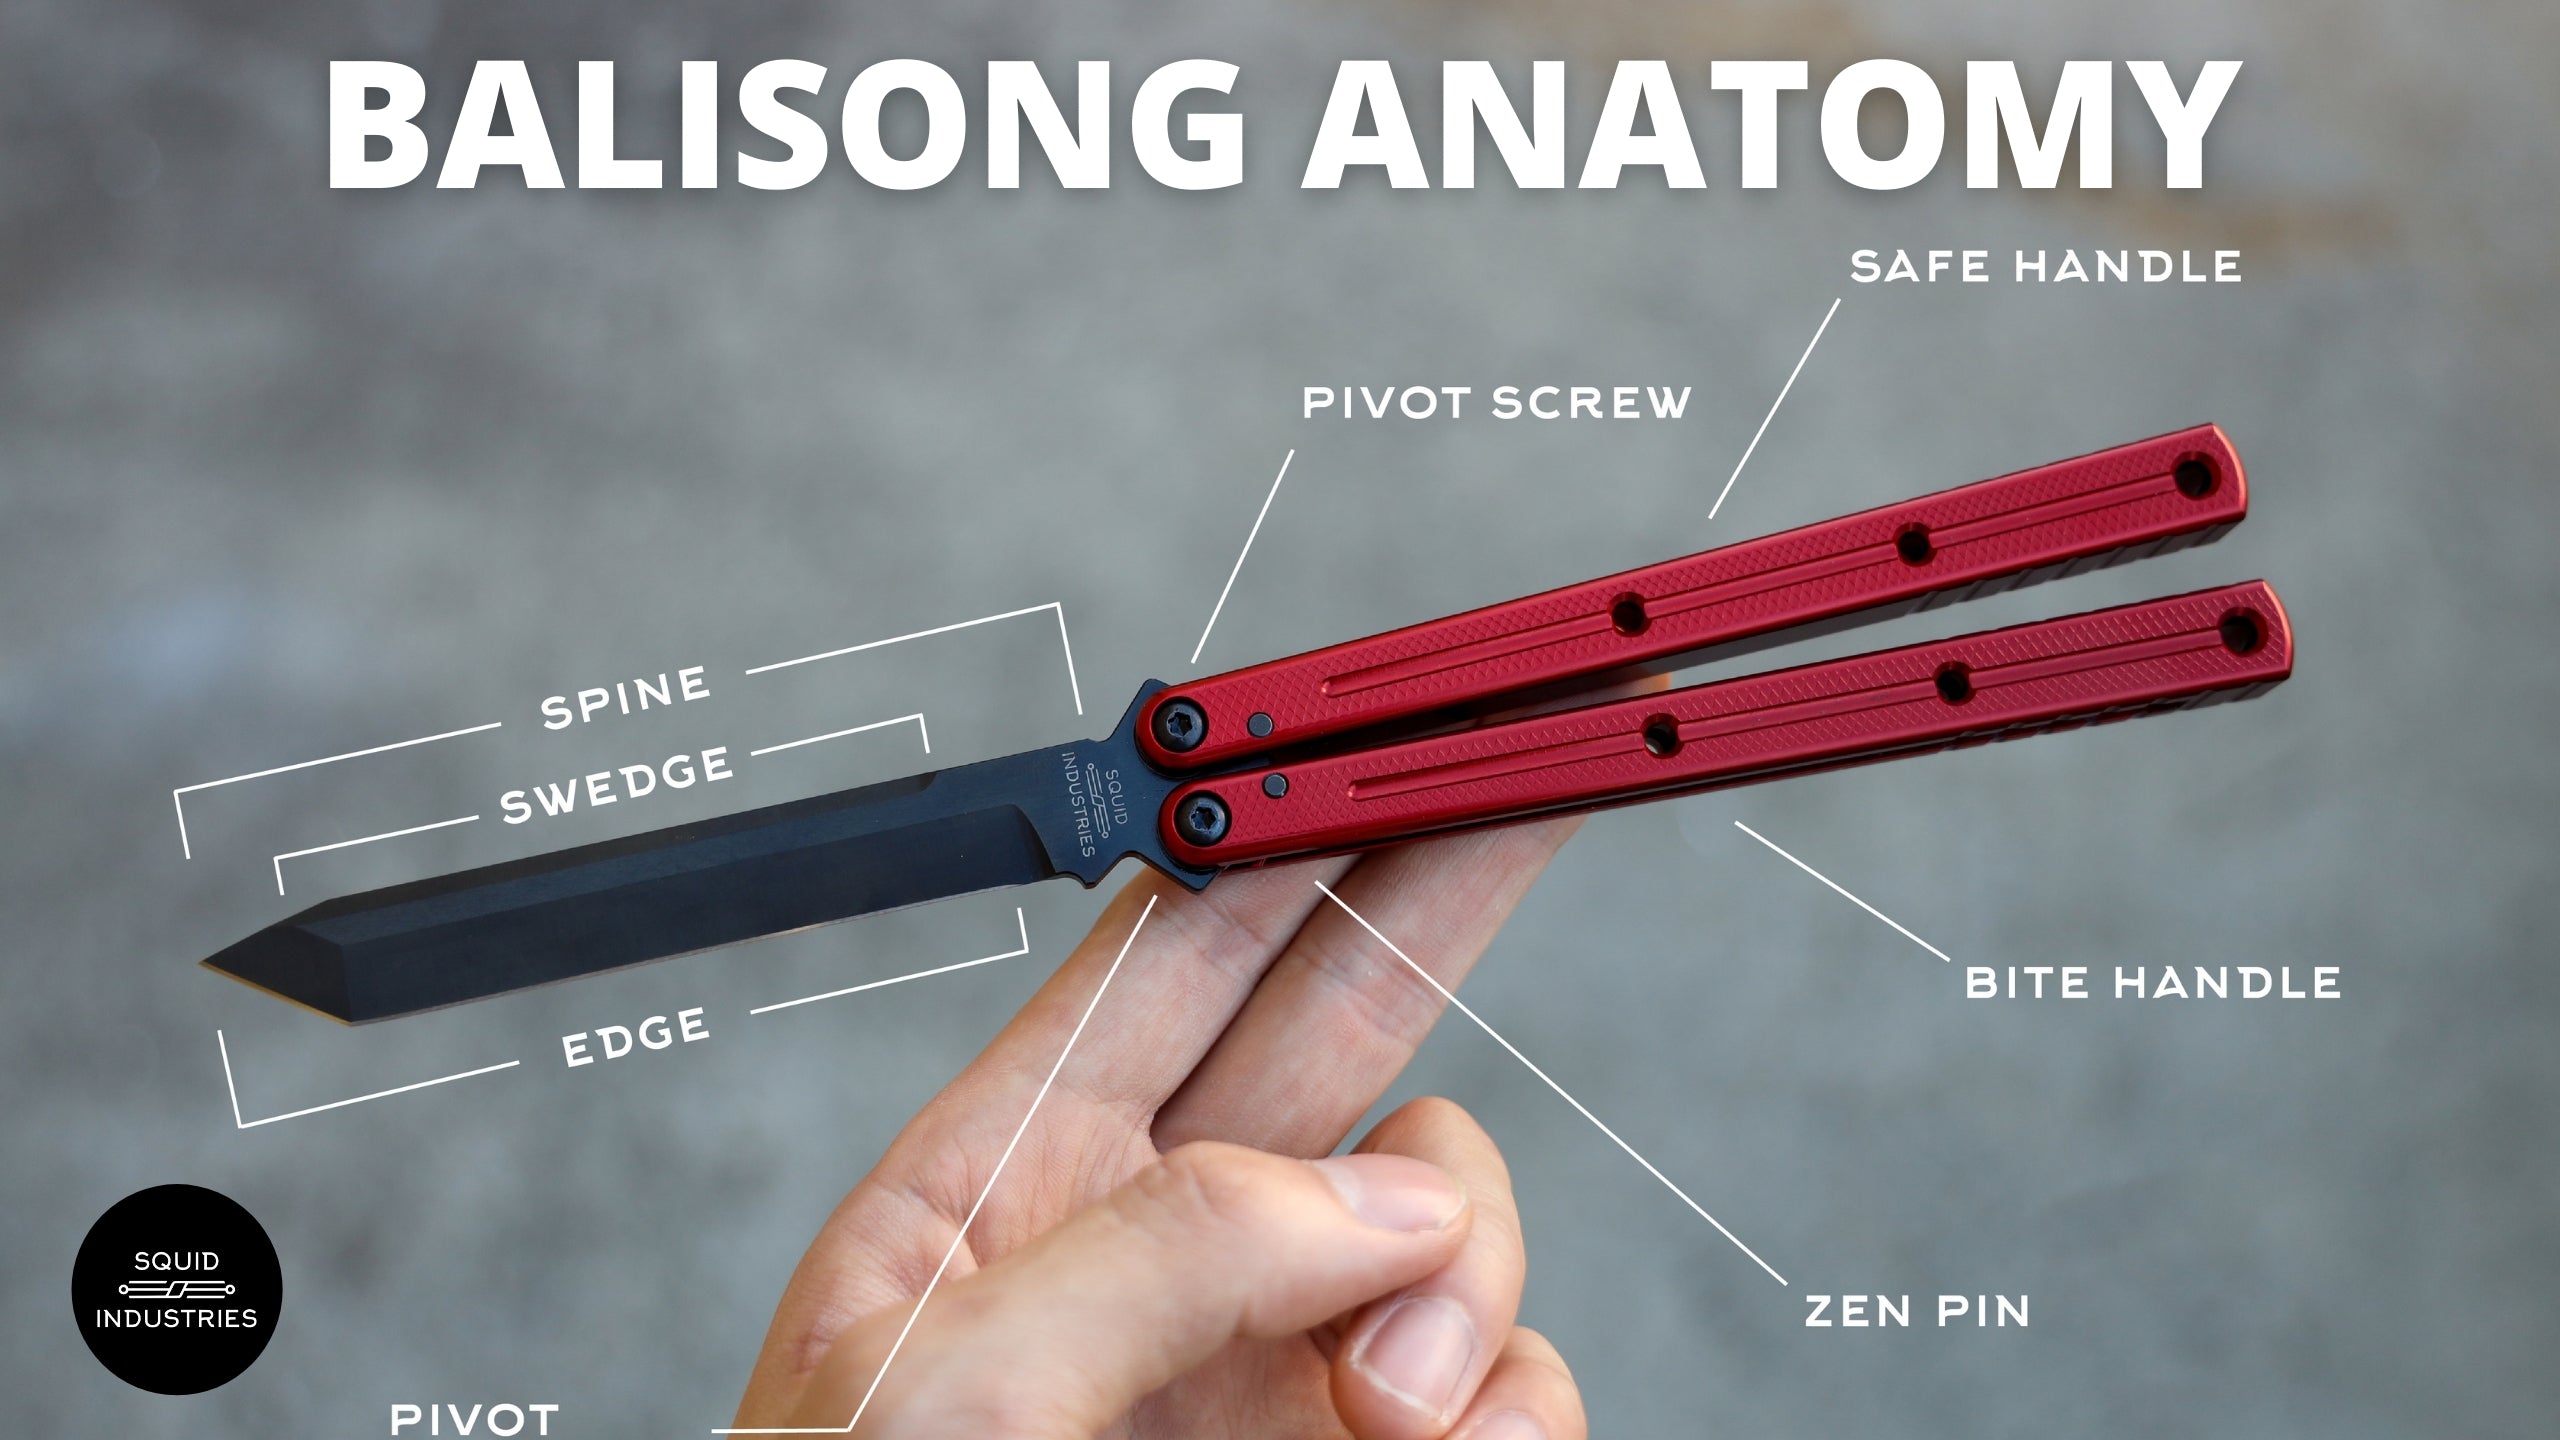 BALISONG ANATOMY
SAFE HANDLE
PIVOT SCREW
SPINE
SWEDGE
SQUID
INDUSTRIES
EDGE
BITE HANDLE
ZEN PIN
SQUID
INDUSTRIES
PIVOT